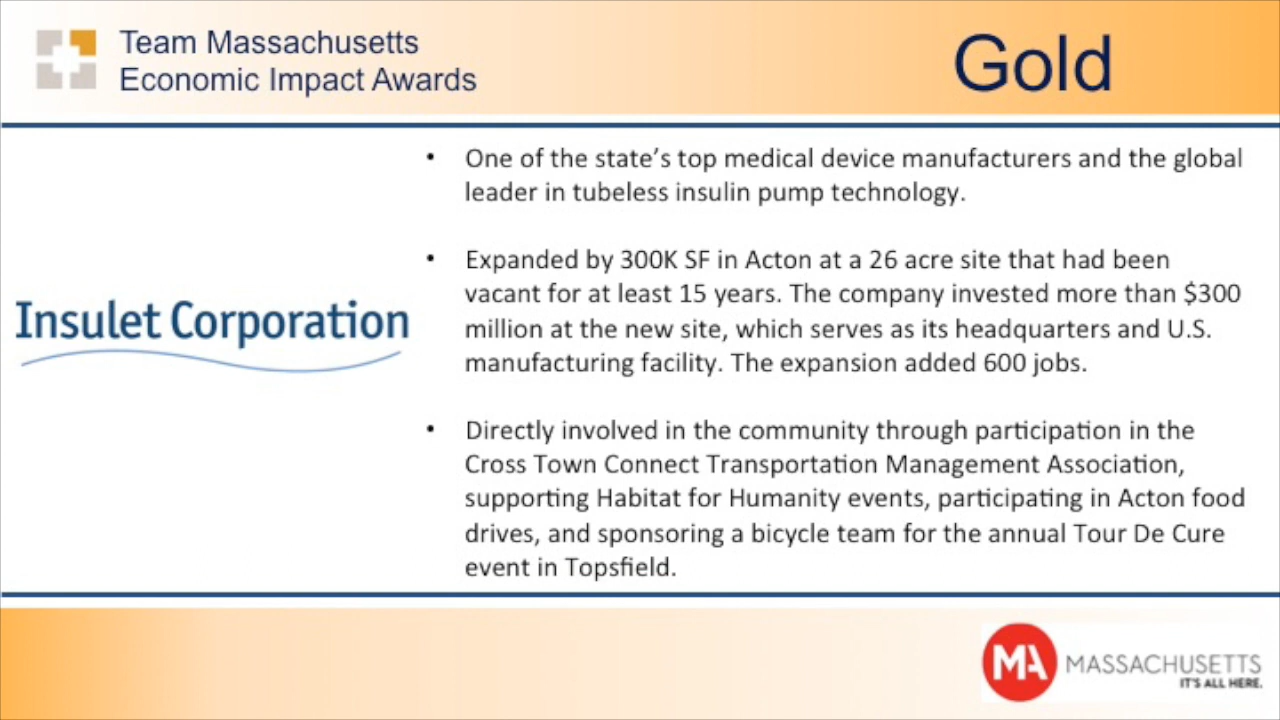 Team Massachusetts
Economic Impact Awards
Gold
• One of the state's top medical device manufacturers and the global
leader in tubeless insulin pump technology.
• Expanded by 300K SF in Acton at a 26 acre site that had been
vacant for at least 15 years. The company invested more than $300
million at the new site, which serves as its headquarters and U.S.
manufacturing facility. The expansion added 600 jobs.
Insulet Corporation
• Directly involved in the community through participation in the
Cross Town Connect Transportation Management Association,
supporting Habitat for Humanity events, participating in Acton food
drives, and sponsoring a bicycle team for the annual Tour De Cure
event in Topsfield.
MA
MASSACHUSETTS
IT'S ALL HERE.